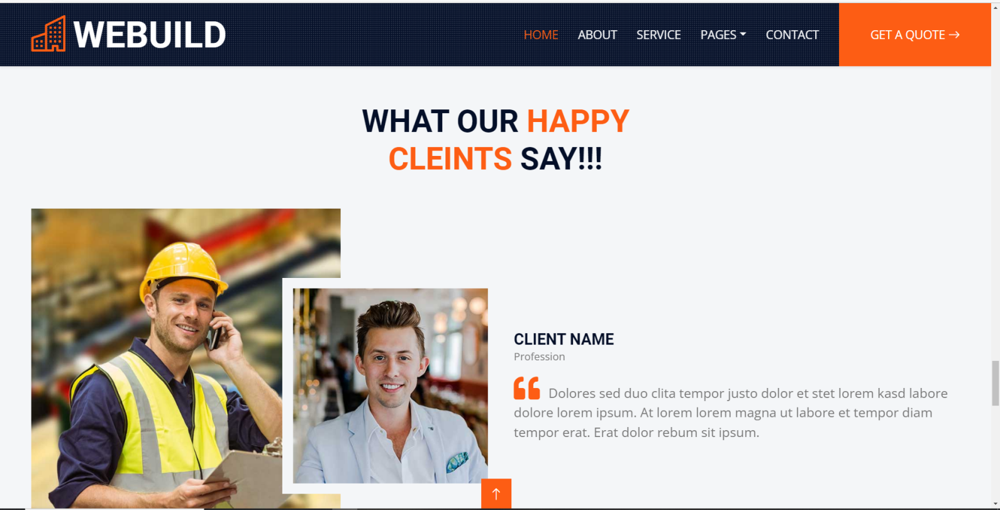 WEBUILD
HOME ABOUT SERVICE PAGES CONTACT GET A QUOTE →
WHAT OUR HAPPY
CLEINTS SAY!!!
CLIENT NAME
Profession
“ Dolores sed duo clita tempor justo dolor et stet lorem kasd labore
dolore lorem ipsum. At lorem lorem magna ut labore et tempor diam
tempor erat. Erat dolor rebum sit ipsum.